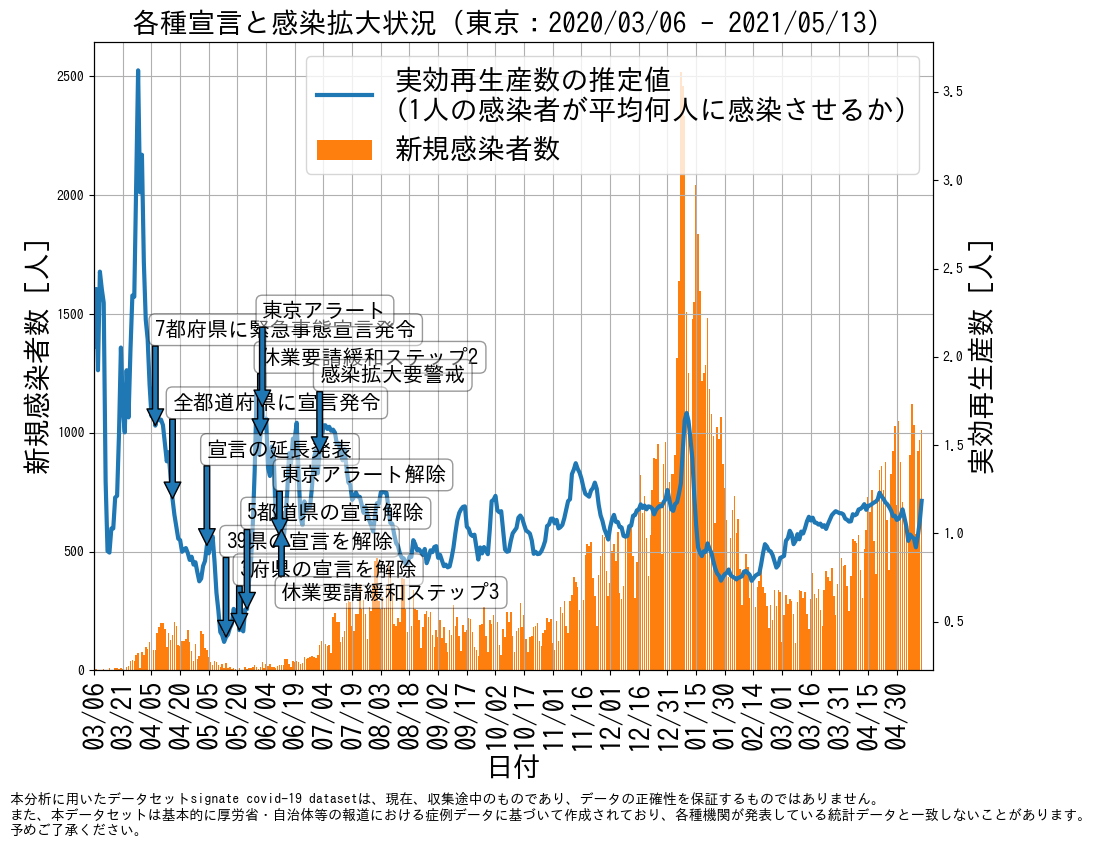 各種宣言と感染拡大状況 (東京：2020/03/06 - 2021/05/13)
実効再生産数の推定値
(1人の感染者が平均何人に感染させるか)
新規感染者数
新規感染者数 [人]
2500
2000
1500
1000
500
0
実効再生産数 [人]
3.5
3.0
2.5
2.0
1.5
1.0
0.5
東京アラート
7都府県に緊急事態宣言発令
休業要請緩和ステップ2
感染拡大要警戒
全都道府県に宣言発令
宣言の延長発表
東京アラート解除
5都道県の宣言解除
39県の宣言を解除
3府県の宣言を解除
休業要請緩和ステップ3
03/06
03/21
04/05
04/20
05/05
05/20
06/04
06/19
07/04
07/19
08/03
08/18
09/02
09/17
10/02
10/17
11/01
11/16
12/01
12/16
12/31
01/15
01/30
02/14
03/01
03/16
03/31
04/15
04/30
日付
本分析に用いたデータセットsignate covid-19 datasetは、現在、収集途中のものであり、データの正確性を保証するものではありません。
また、本データセットは基本的に厚労省・自治体等の報道における症例データに基づいて作成されており、各種機関が発表している統計データと一致しないことがあります。
予めご了承ください。